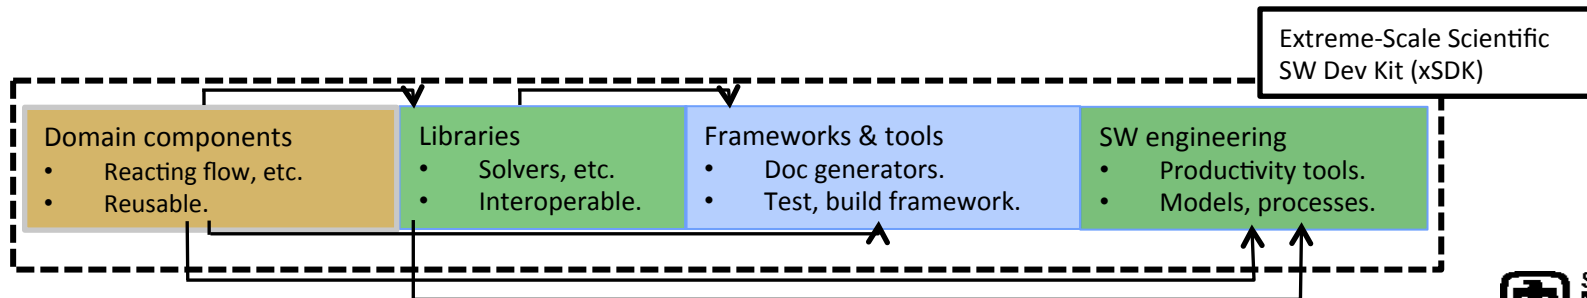 Extreme-Scale Scientific
SW Dev Kit (xSDK)
Domain components
• Reacting flow, etc.
• Reusable.
Libraries
• Solvers, etc.
• Interoperable.
Frameworks & tools
• Doc generators.
• Test, build framework.
SW engineering
• Productivity tools.
• Models, processes.